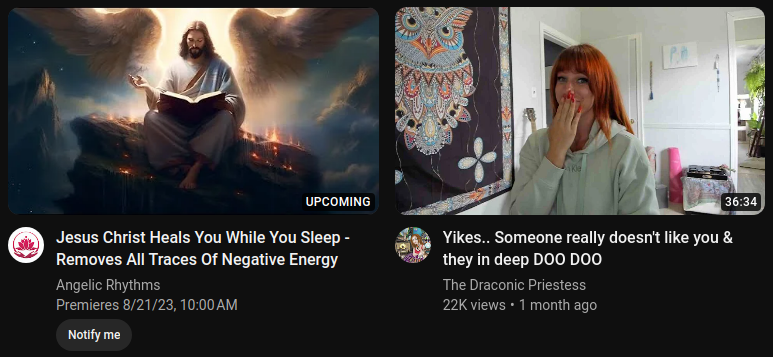 UPCOMING
36:34
Jesus Christ Heals You While You Sleep -
Removes All Traces Of Negative Energy
Angelic Rhythms
Premieres 8/21/23, 10:00 AM
Notify me
Yikes.. Someone really doesn't like you &
they in deep DOO DOO
The Draconic Priestess
22K views • 1 month ago